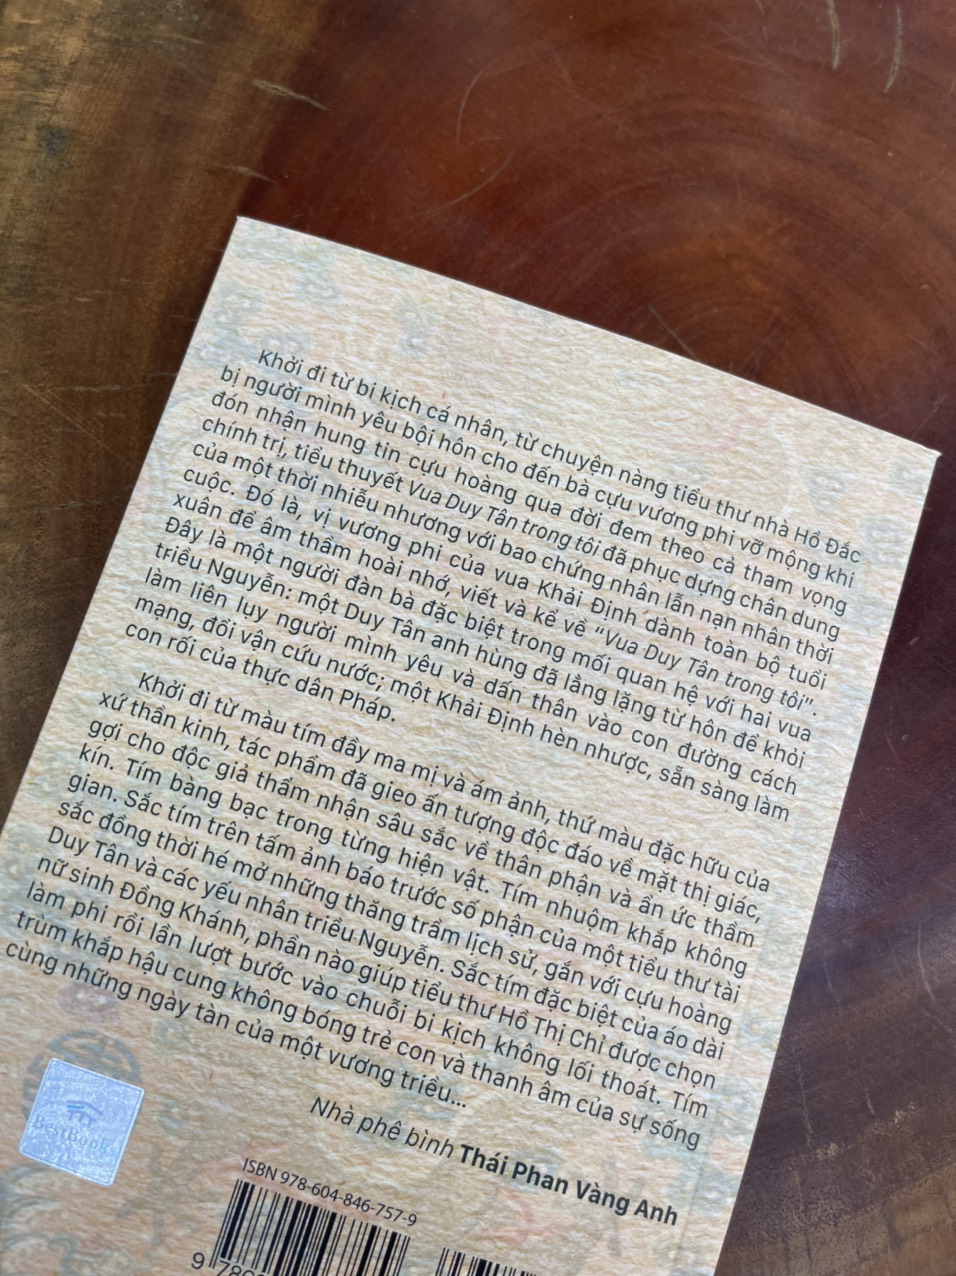 Khởi đi từ bi kịch cá nhân, từ chuyện nàng tiểu thư nhà Hồ Đắc
bị người mình yêu bội hôn cho đến bà cựu vương phi vỡ mộng khi
đón nhận hung tin cựu hoàng qua đời đem theo cả tham vọng
chính trị, tiểu thuyết Vua Duy Tân trong tôi đã phục dựng chân dung
của một thời nhiễu nhương với bao chứng nhân lẫn nạn nhân thời
cuộc. Đó là, vị vương phi của vua Khải Định dành toàn bộ tuổi
xuân để âm thầm hoài nhớ, viết và kể về "Vua Duy Tân trong tôi".
Đây là một người đàn bà đặc biệt trong mối quan hệ với hai vua
triều Nguyễn: một Duy Tân anh hùng đã lẳng lặng từ hôn để khỏi
làm liên lụy người mình yêu và dấn thân vào con đường cách
mạng, đổi vận cứu nước; một Khải Định hèn nhược, sẵn sàng làm
con rối của thực dân Pháp.
Khởi đi từ màu tím đầy ma mị và ám ảnh, thứ màu đặc hữu của
xứ thần kinh, tác phẩm đã gieo ấn tượng độc đáo về mặt thị giác,
gợi cho độc giả thẩm nhận sâu sắc về thân phận và ẩn ức thầm
kín. Tím bàng bạc trong từng hiện vật. Tím nhuộm khắp không
gian. Sắc tím trên tấm ảnh báo trước số phận của một tiểu thư tài
sắc đồng thời hé mở những thăng trầm lịch sử, gắn với cựu hoàng
Duy Tân và các yếu nhân triều Nguyễn. Sắc tím đặc biệt của áo dài
nữ sinh Đồng Khánh, phần nào giúp tiểu thư Hồ Thị Chỉ được chọn
làm phi rồi lần lượt bước vào chuỗi bi kịch không lối thoát. Tím
trùm khắp hậu cung không bóng trẻ con và thanh âm của sự sống
cùng những ngày tàn của một vương triều...
Nhà phê bình Thái Phan Vàng Anh
BestBooks
ISBN 978-604-846-757-9